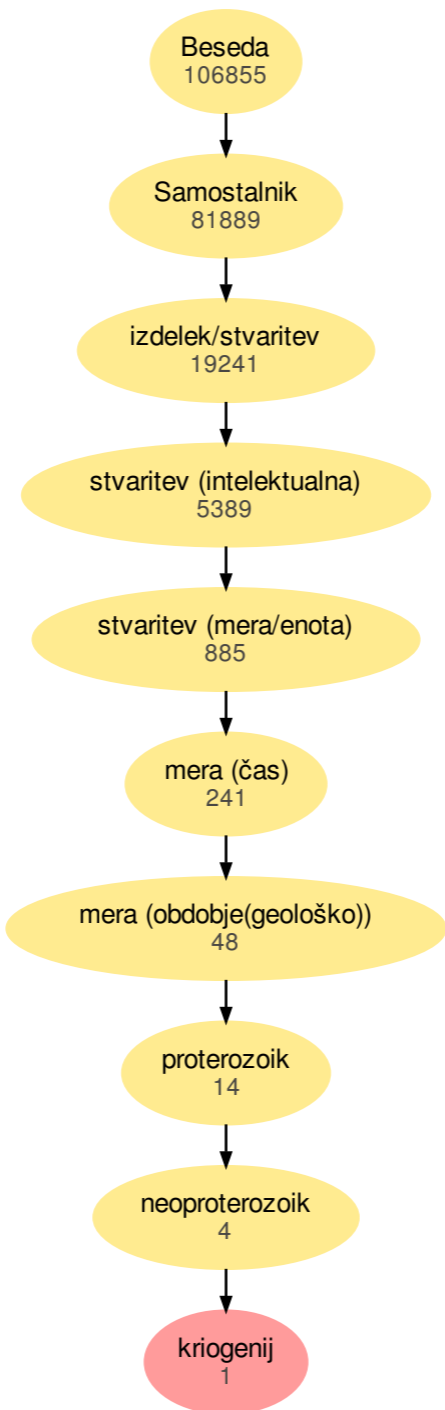 Beseda
106855
Samostalnik
81889
izdelek/stvaritev
19241
stvaritev (intelektualna)
5389
stvaritev (mera/enota)
885
mera (čas)
241
mera (obdobje(geološko))
48
proterozoik
14
neoproterozoik
4
kriogenij
1